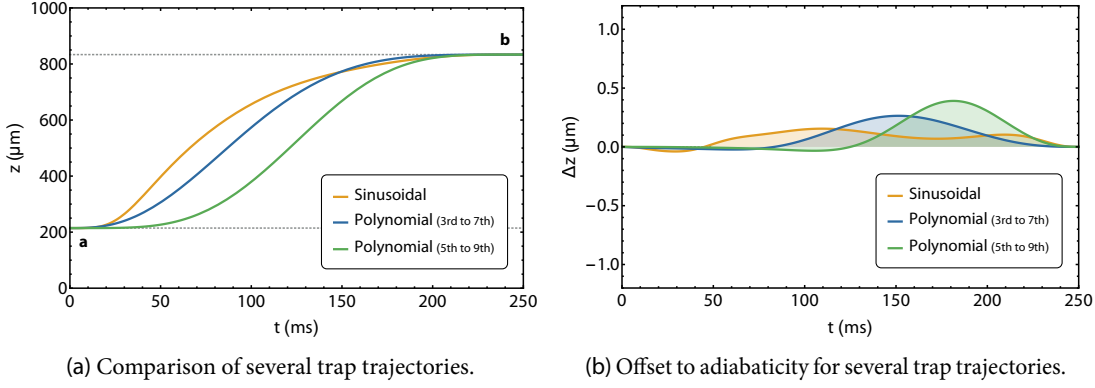 1000
800
600
400
200
0
z (μm)
b
a
Sinusoidal
Polynomial (3rd to 7th)
Polynomial (5th to 9th)
0 50 100 150 200 250
t (ms)
(a) Comparison of several trap trajectories.
1.0
0.5
0.0
−0.5
−1.0
Δz (μm)
Sinusoidal
Polynomial (3rd to 7th)
Polynomial (5th to 9th)
0 50 100 150 200 250
t (ms)
(b) Offset to adiabaticity for several trap trajectories.